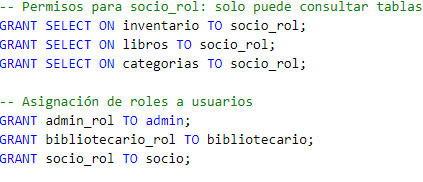 -- Permisos para socio_rol: solo puede consultar tablas
GRANT SELECT ON inventario TO socio_rol;
GRANT SELECT ON libros TO socio_rol;
GRANT SELECT ON categorias TO socio_rol;

-- Asignación de roles a usuarios
GRANT admin_rol TO admin;
GRANT bibliotecario_rol TO bibliotecario;
GRANT socio_rol TO socio;